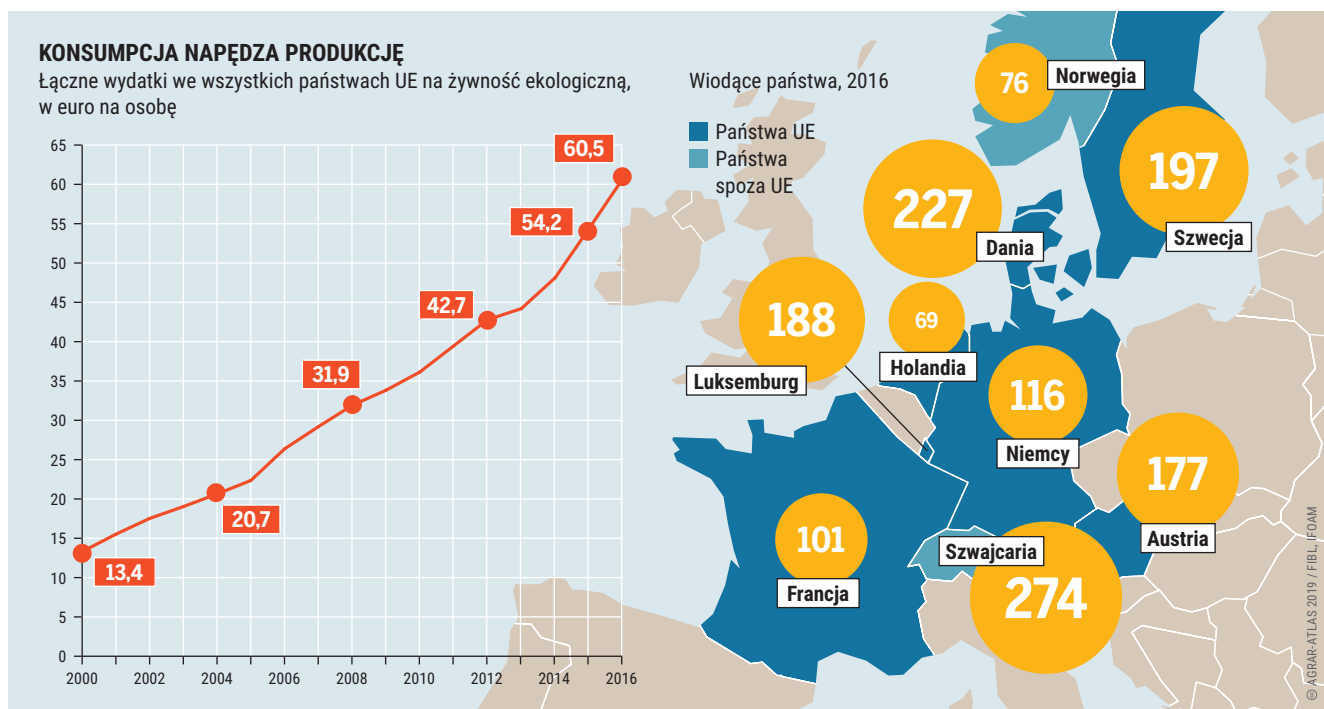 KONSUMPCJA NAPĘDZA PRODUKCJĘ
Łączne wydatki we wszystkich państwach UE na żywność ekologiczną,
w euro na osobę
65
60
55
50
45
40
35
30
25
20
15
10
5
0
2000
2002
2004
2006
2008
2010
2012
2014
2016
13,4
20,7
31,9
42,7
54,2
60,5
Wiodące państwa, 2016
Państwa UE
Państwa
spoza UE
76
Norwegia
197
Szwecja
227
Dania
188
Luksemburg
69
Holandia
116
Niemcy
177
Austria
101
Francja
Szwajcaria
274
© AGRAR-ATLAS 2019 / FIBL, IFOAM